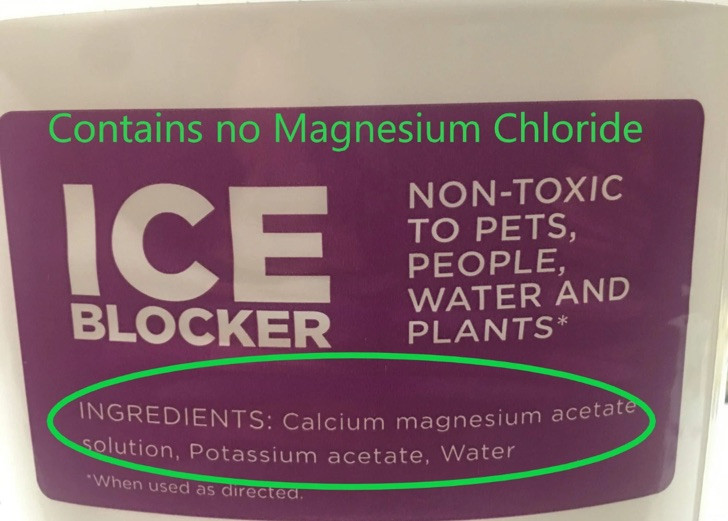 Contains no Magnesium Chloride
ICE
BLOCKER
NON-TOXIC
TO PETS,
PEOPLE,
WATER AND
PLANTS*
INGREDIENTS: Calcium magnesium acetate
solution, Potassium acetate, Water
*When used as directed.